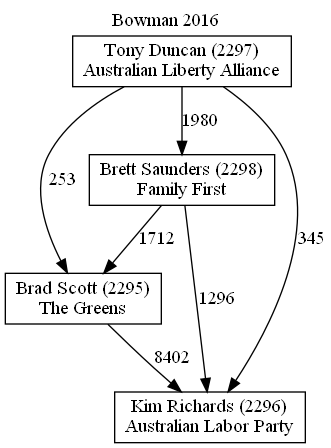 Bowman 2016
Tony Duncan (2297)
Australian Liberty Alliance
1980
Brett Saunders (2298)
Family First
253
1712
345
Brad Scott (2295)
The Greens
1296
8402
Kim Richards (2296)
Australian Labor Party